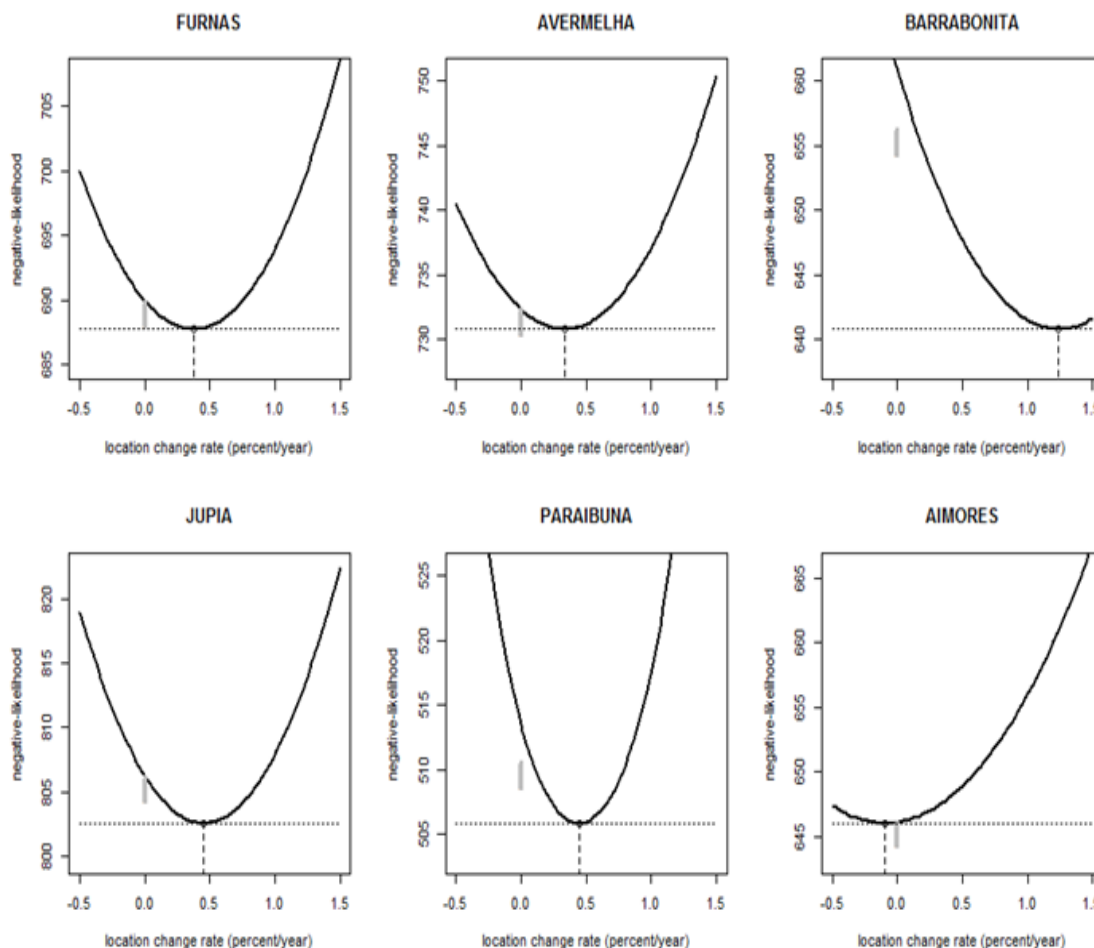 FURNAS
negative-likelihood
705
700
695
690
685
-0.5 0.0 0.5 1.0 1.5
location change rate (percent/year)
AVERMELHA
negative-likelihood
750
745
740
735
730
-0.5 0.0 0.5 1.0 1.5
location change rate (percent/year)
BARRABONITA
negative-likelihood
660
655
650
645
640
-0.5 0.0 0.5 1.0 1.5
location change rate (percent/year)
JUPIA
negative-likelihood
820
815
810
805
800
-0.5 0.0 0.5 1.0 1.5
location change rate (percent/year)
PARAIBUNA
negative-likelihood
525
520
515
510
505
-0.5 0.0 0.5 1.0 1.5
location change rate (percent/year)
AIMORES
negative-likelihood
665
660
655
650
645
-0.5 0.0 0.5 1.0 1.5
location change rate (percent/year)